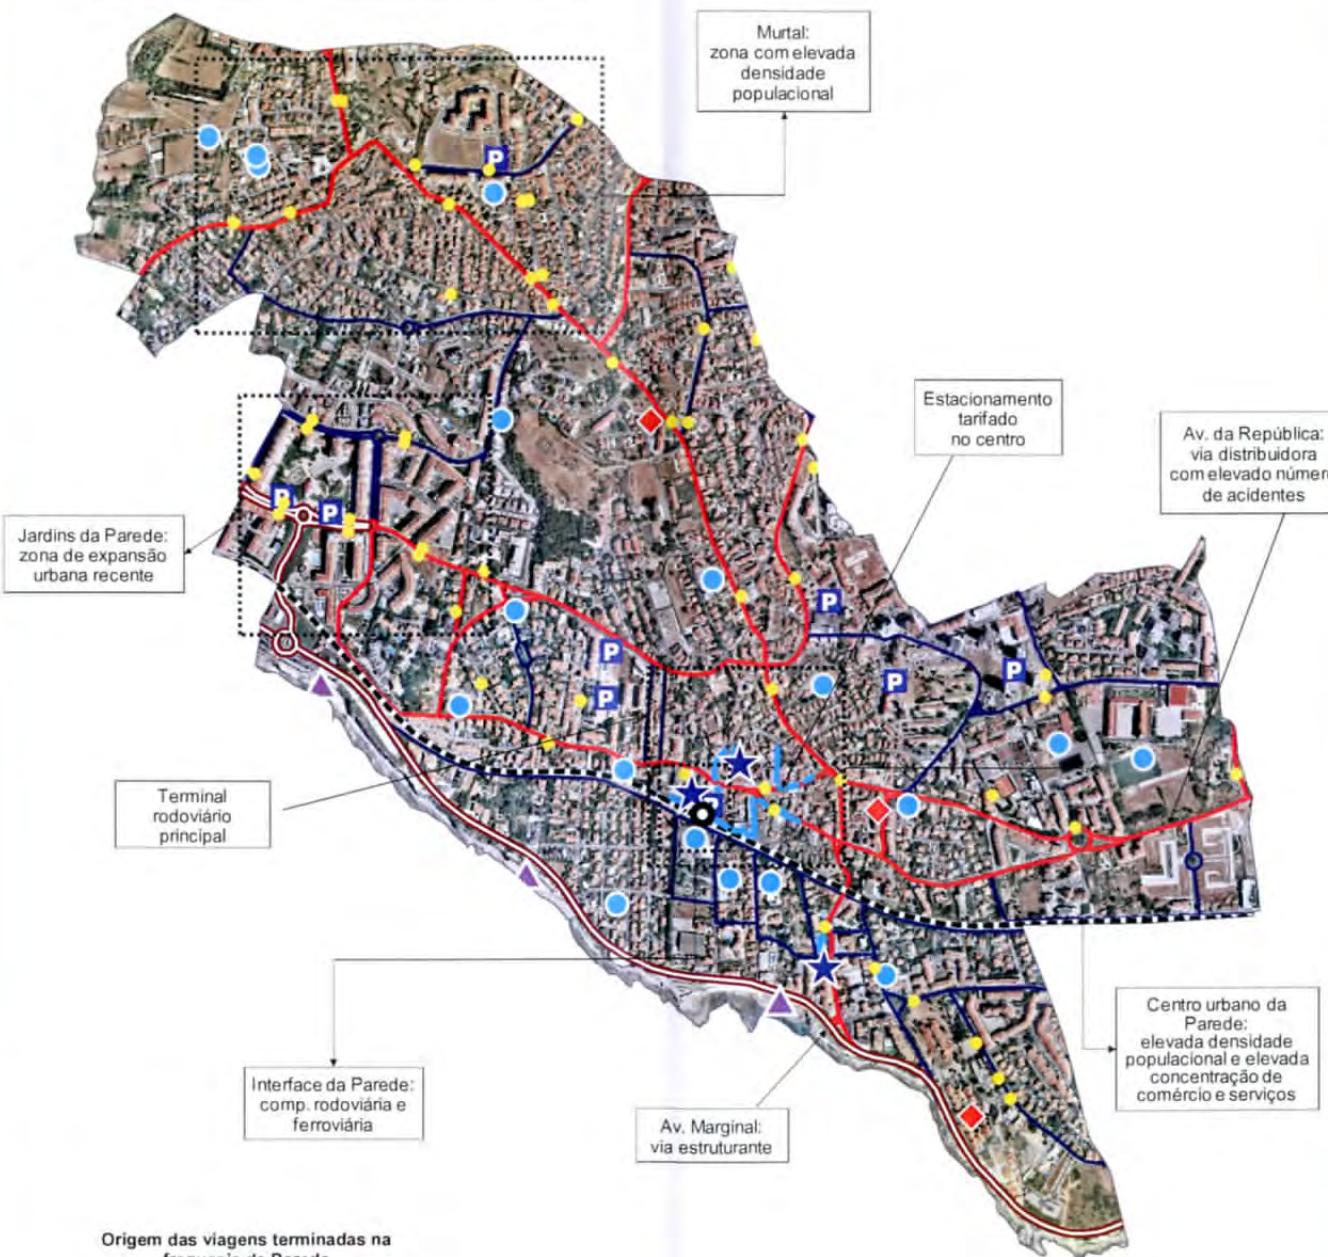 Murtal:
zona com elevada
densidade
populacional
Estacionamento
tarifado
no centro
Av. da República:
via distribuidora
com elevado númer
de acidentes
Jardins da Parede:
zona de expansão
urbana recente
P
P
P
P
P
P
P
P
Terminal
rodoviário
principal
Interface da Parede:
comp. rodoviária e
ferroviária
Av. Marginal:
via estruturante
Centro urbano da
Parede:
elevada densidade
populacional e elevada
concentração de
comércio e serviços
Origem das viagens terminadas na